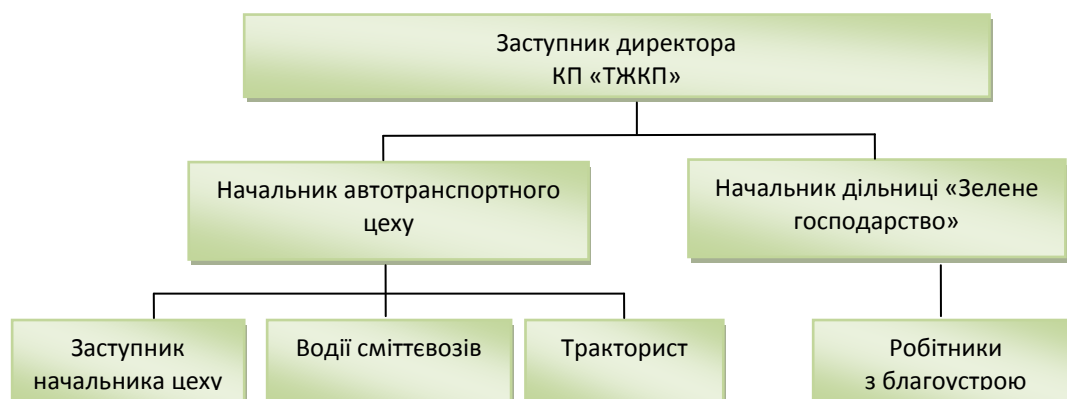 Заступник директора
КП «ТЖКП»
Начальник автотранспортного
цеху
Начальник дільниці «Зелене
господарство»
Заступник
начальника цеху
Водії сміттєвозів
Тракторист
Робітники
з благоустрою